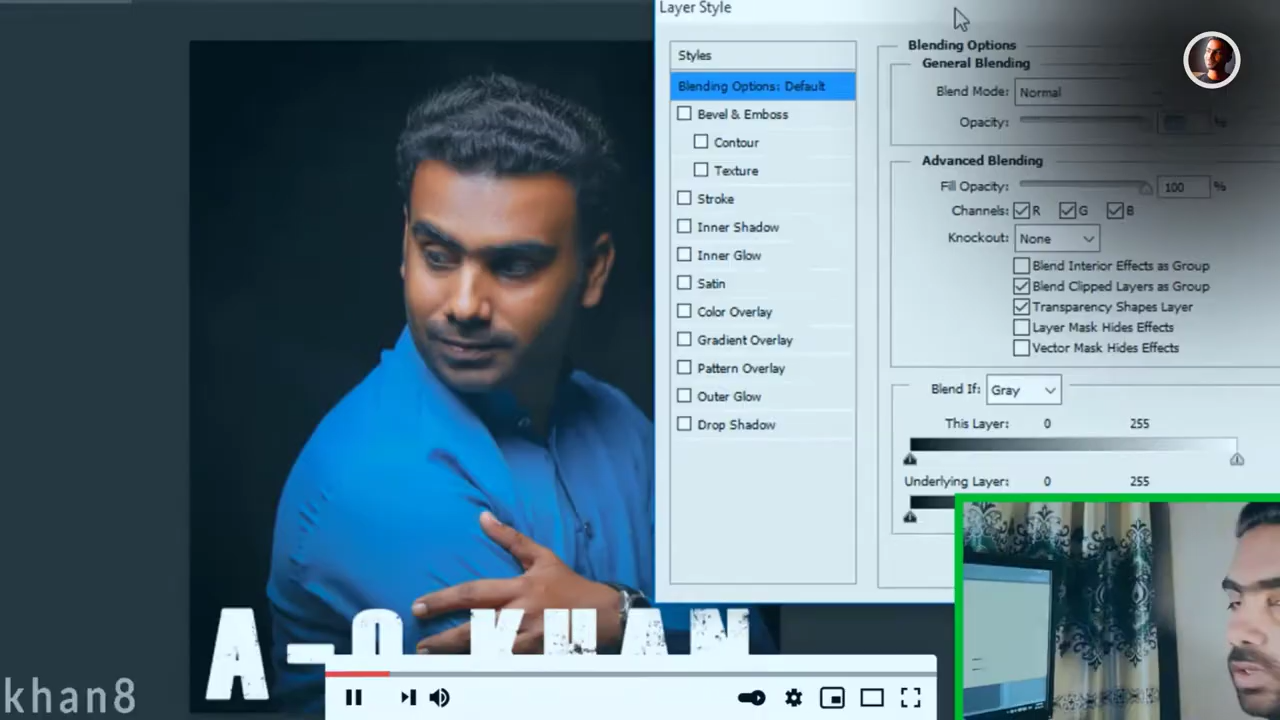 Layer Style
Styles
Blending Options: Default
Bevel & Emboss
Contour
Texture
Stroke
Inner Shadow
Inner Glow
Satin
Color Overlay
Gradient Overlay
Pattern Overlay
Outer Glow
Drop Shadow
Blending Options
General Blending
Blend Mode: Normal
Opacity: %
Advanced Blending
Fill Opacity: 100 %
Channels: R G B
Knockout: None
Blend Interior Effects as Group
Blend Clipped Layers as Group
Transparency Shapes Layer
Layer Mask Hides Effects
Vector Mask Hides Effects
Blend If: Gray
This Layer: 0 255
Underlying Layer: 0 255
A-Q KHAN
khan8